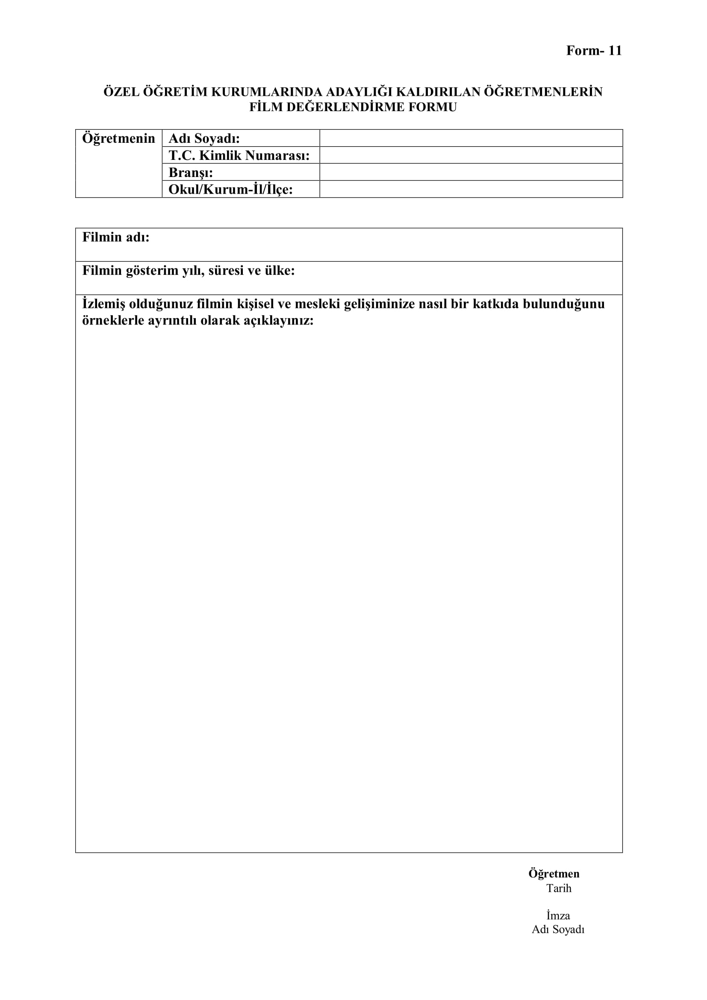 Form- 11
ÖZEL ÖĞRETİM KURUMLARINDA ADAYLIĞI KALDIRILAN ÖĞRETMENLERİN
FİLM DEĞERLENDİRME FORMU
Öğretmenin
Adı Soyadı:
T.C. Kimlik Numarası:
Branşı:
Okul/Kurum-İl/İlçe:
Filmin adı:
Filmin gösterim yılı, süresi ve ülke:
İzlemiş olduğunuz filmin kişisel ve mesleki gelişiminize nasıl bir katkıda bulunduğunu
örneklerle ayrıntılı olarak açıklayınız:
Öğretmen
Tarih
İmza
Adı Soyadı